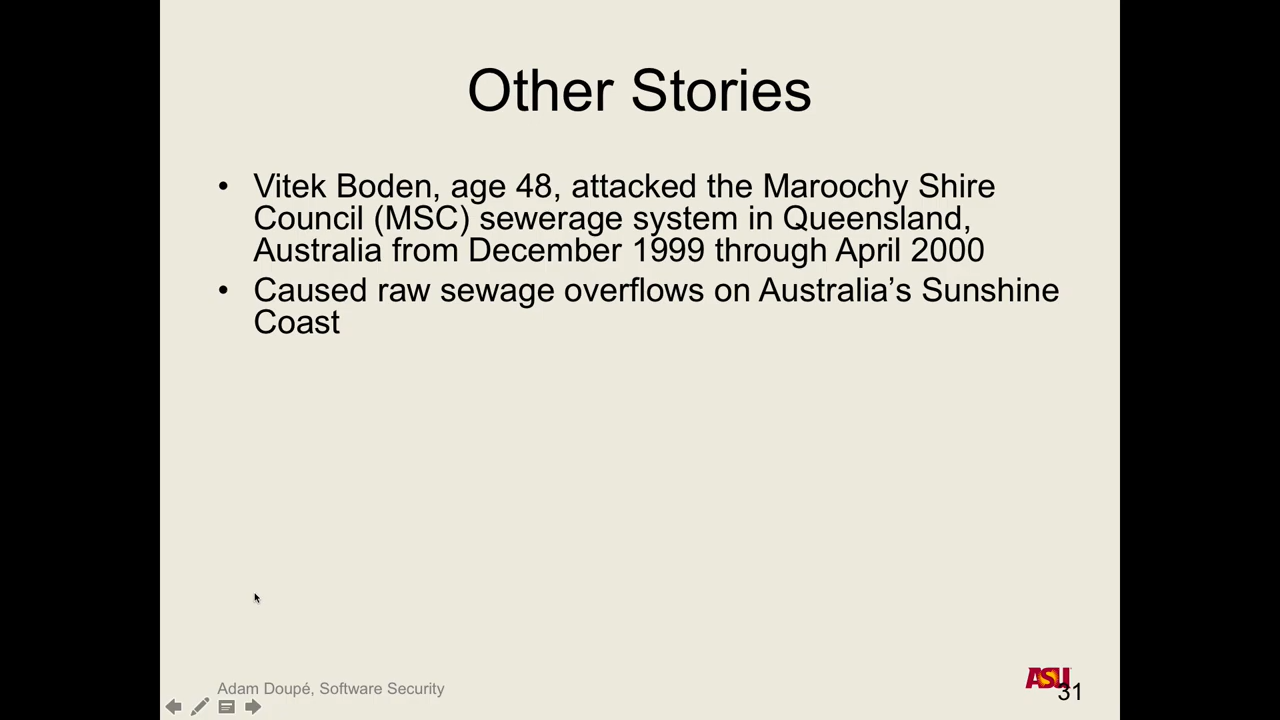 Other Stories
• Vitek Boden, age 48, attacked the Maroochy Shire
Council (MSC) sewerage system in Queensland,
Australia from December 1999 through April 2000
• Caused raw sewage overflows on Australia’s Sunshine
Coast
Adam Doupé, Software Security
ASU
31